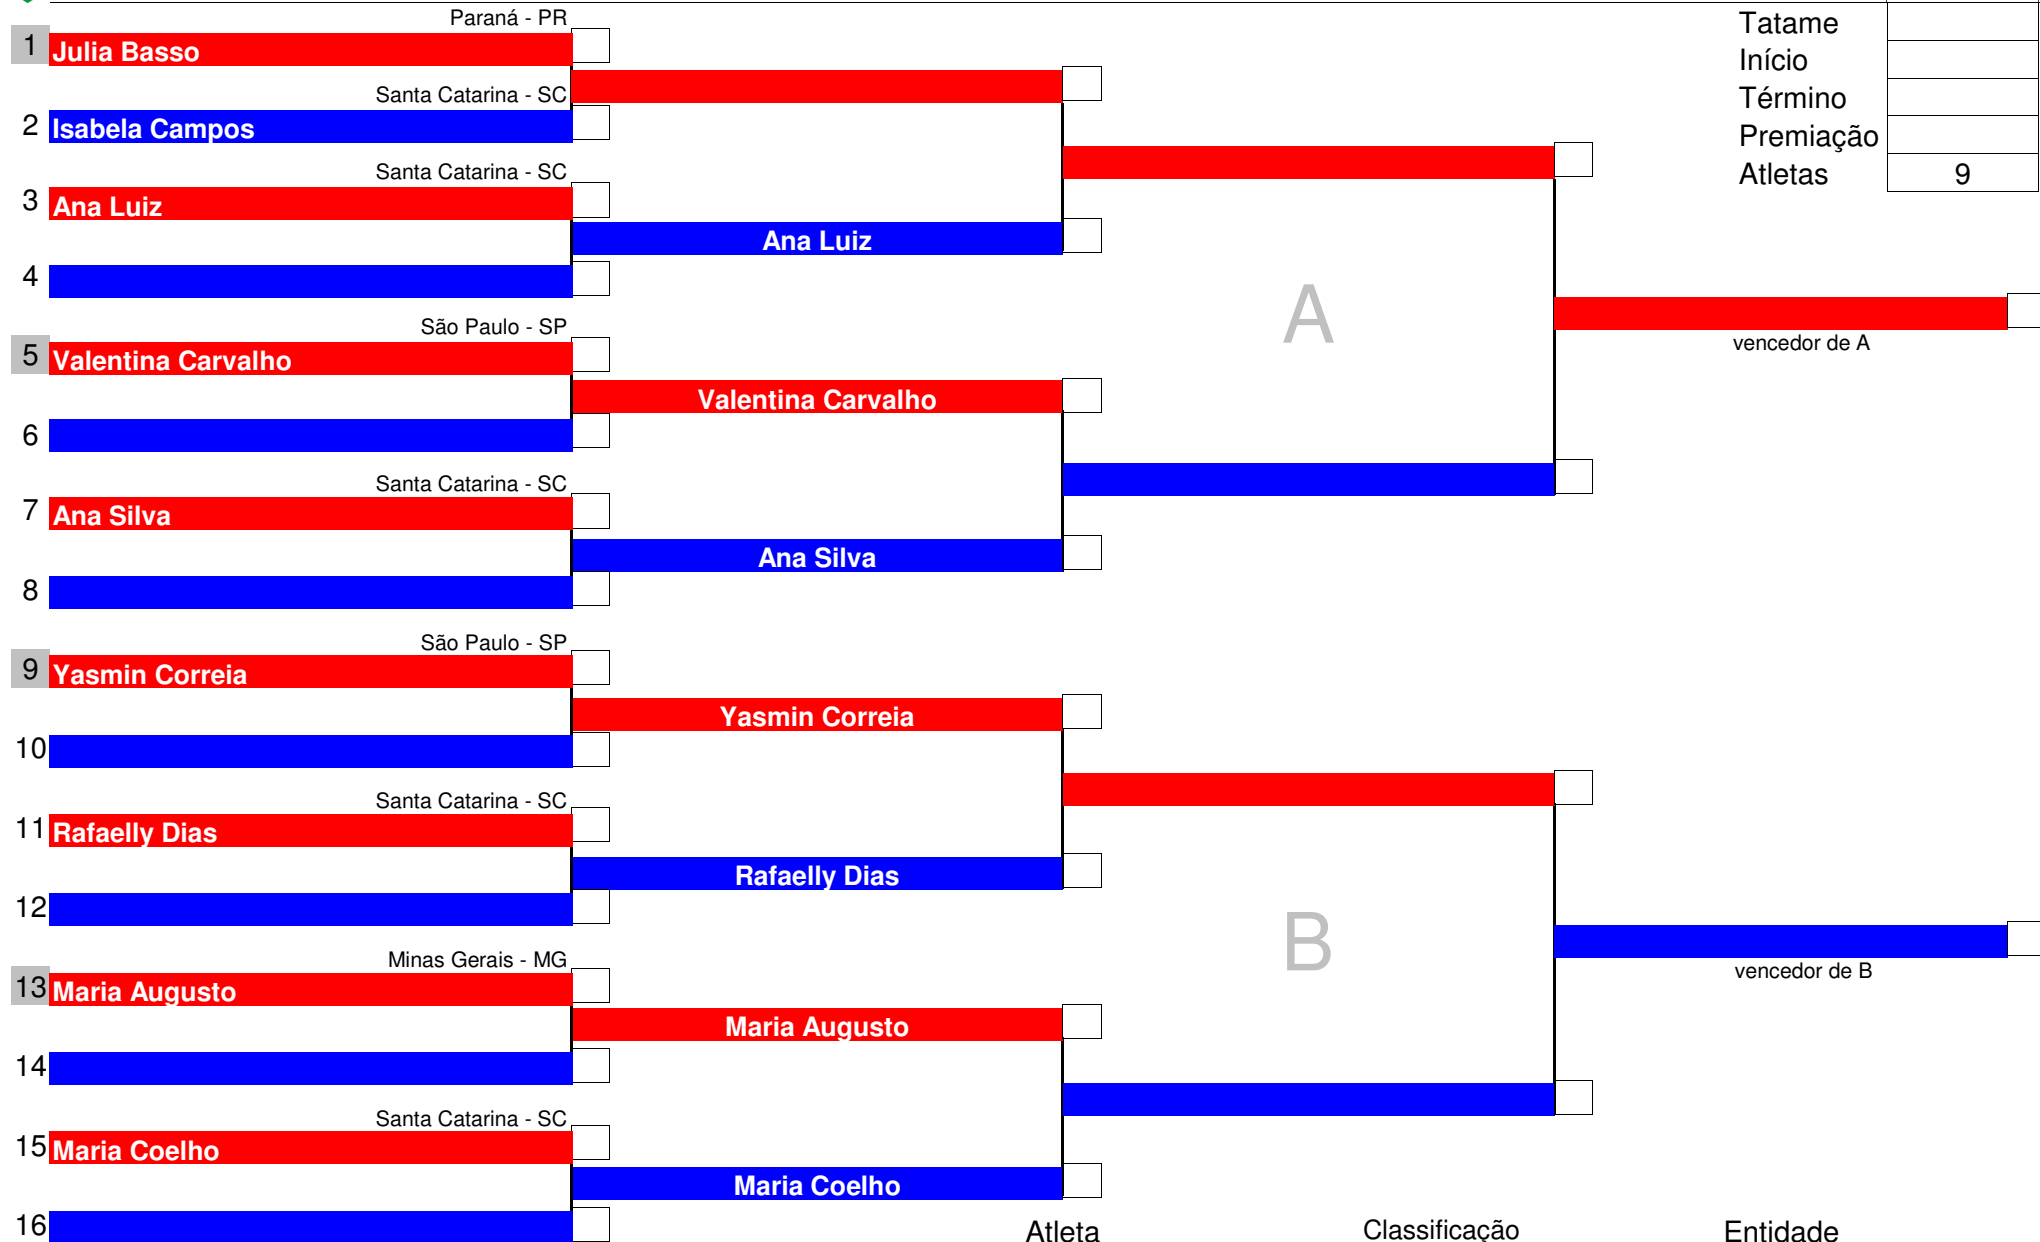 Paraná - PR
1 Julia Basso
Santa Catarina - SC
2 Isabela Campos
Santa Catarina - SC
3 Ana Luiz
Ana Luiz
4
São Paulo - SP
5 Valentina Carvalho
Valentina Carvalho
6
Santa Catarina - SC
7 Ana Silva
Ana Silva
8
São Paulo - SP
9 Yasmin Correia
Yasmin Correia
10
Santa Catarina - SC
11 Rafaelly Dias
Rafaelly Dias
12
Minas Gerais - MG
13 Maria Augusto
Maria Augusto
14
Santa Catarina - SC
15 Maria Coelho
Maria Coelho
16
A
B
vencedor de A
vencedor de B
Tatame
Início
Término
Premiação
Atletas 9
Atleta Classificação Entidade